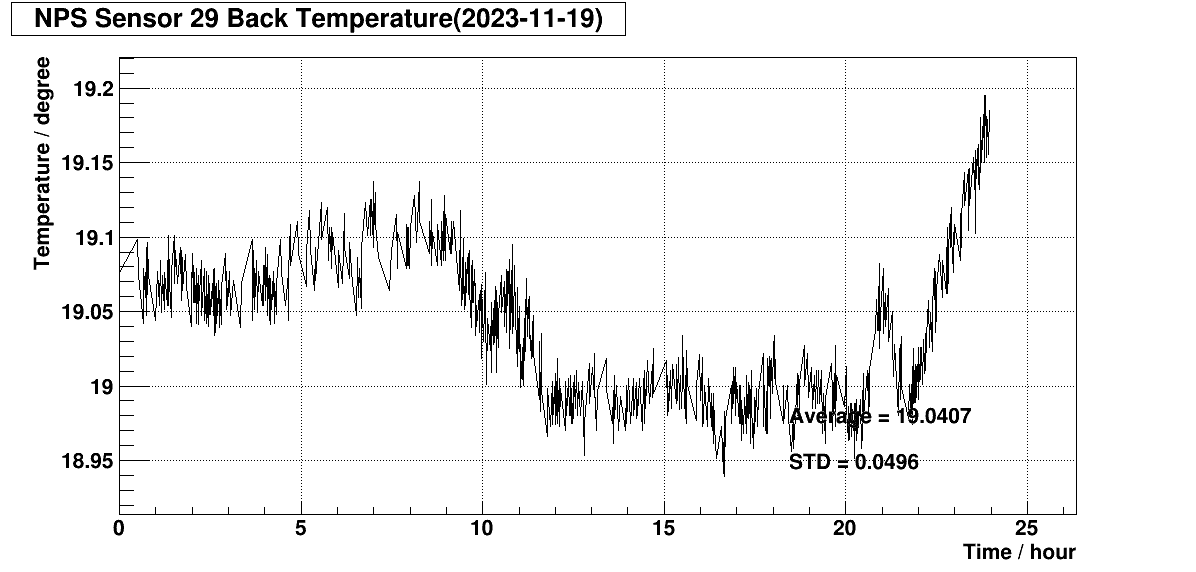 NPS Sensor 29 Back Temperature(2023-11-19)
Temperature / degree
19.2
19.15
19.1
19.05
19
18.95
Average = 19.0407
STD = 0.0496
0 5 10 15 20 25
Time / hour